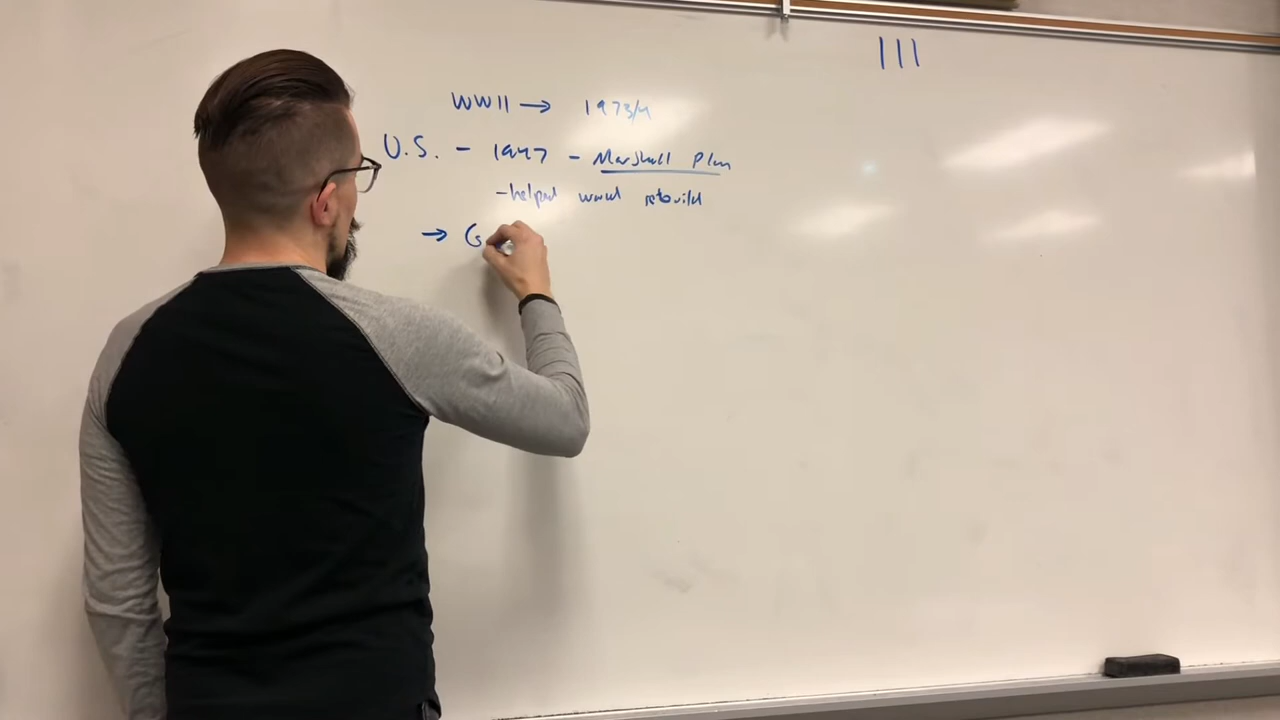 III
WWII → 1973/4
U.S. - 1947 - Marshall Plan
- helped world rebuild
→ G